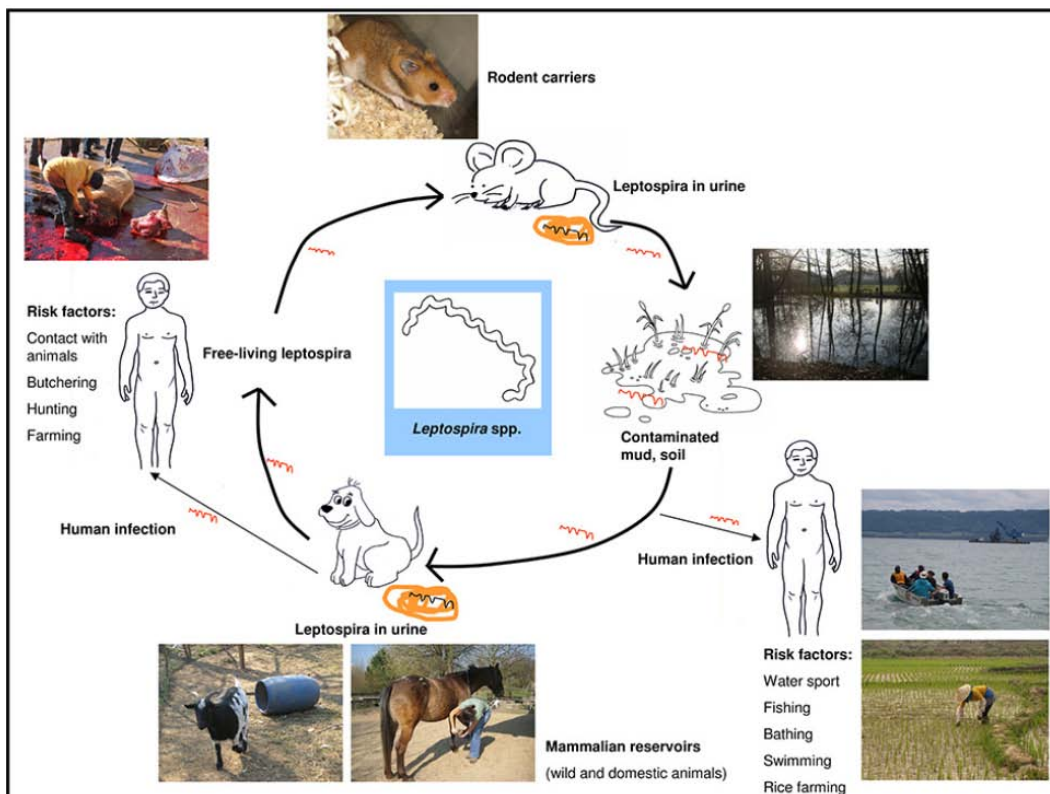 Rodent carriers
Leptospira in urine
Risk factors:
Contact with
animals
Butchering
Hunting
Farming
Free-living leptospira
Leptospira spp.
Contaminated
mud, soil
Human infection
Human infection
Leptospira in urine
Mammalian reservoirs
(wild and domestic animals)
Risk factors:
Water sport
Fishing
Bathing
Swimming
Rice farming